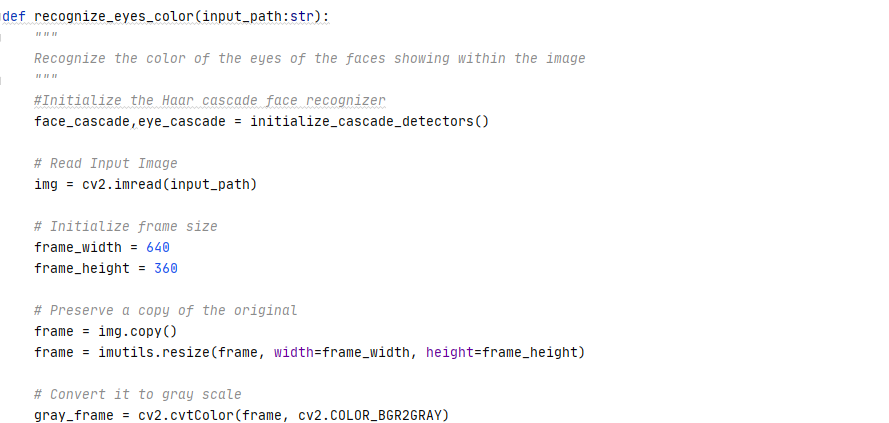 def recognize_eyes_color(input_path:str):
"""
Recognize the color of the eyes of the faces showing within the image
"""
#Initialize the Haar cascade face recognizer
face_cascade,eye_cascade = initialize_cascade_detectors()
# Read Input Image
img = cv2.imread(input_path)
# Initialize frame size
frame_width = 640
frame_height = 360
# Preserve a copy of the original
frame = img.copy()
frame = imutils.resize(frame, width=frame_width, height=frame_height)
# Convert it to gray scale
gray_frame = cv2.cvtColor(frame, cv2.COLOR_BGR2GRAY)